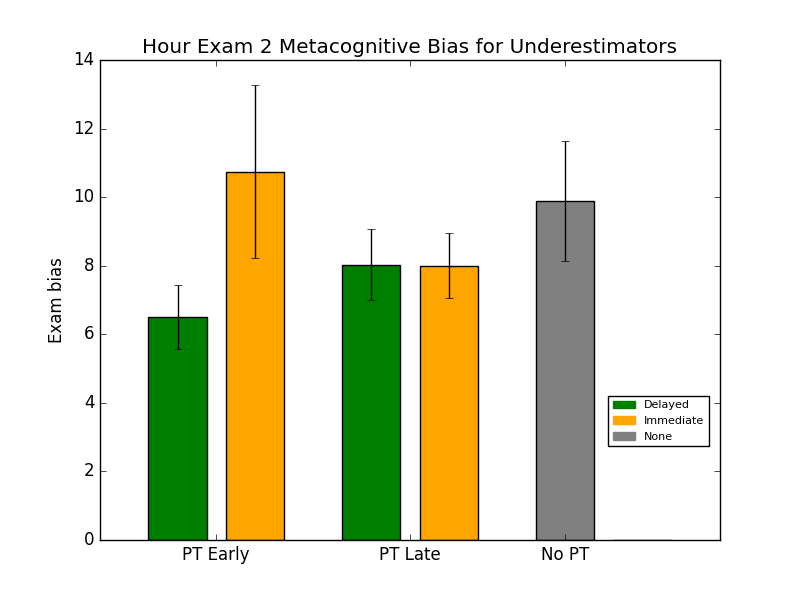 Hour Exam 2 Metacognitive Bias for Underestimators
14
12
10
8
6
4
2
0
Exam bias
Delayed
Immediate
None
PT Early
PT Late
No PT